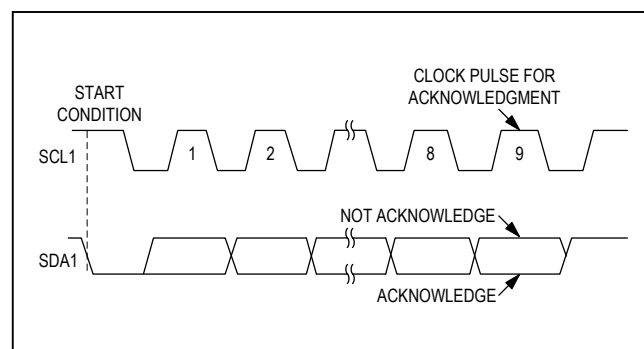 START
CONDITION
CLOCK PULSE FOR
ACKNOWLEDGMENT
SCL1
1
2
8
9
NOT ACKNOWLEDGE
SDA1
ACKNOWLEDGE